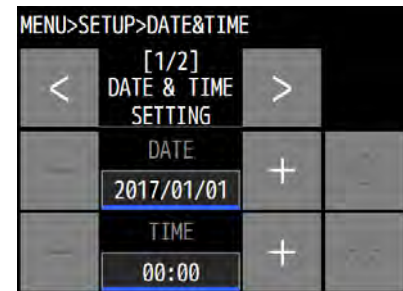 MENU>SETUP>DATE&TIME
[1/2]
< DATE & TIME >
SETTING
DATE
2017/01/01 +
TIME
00:00 +